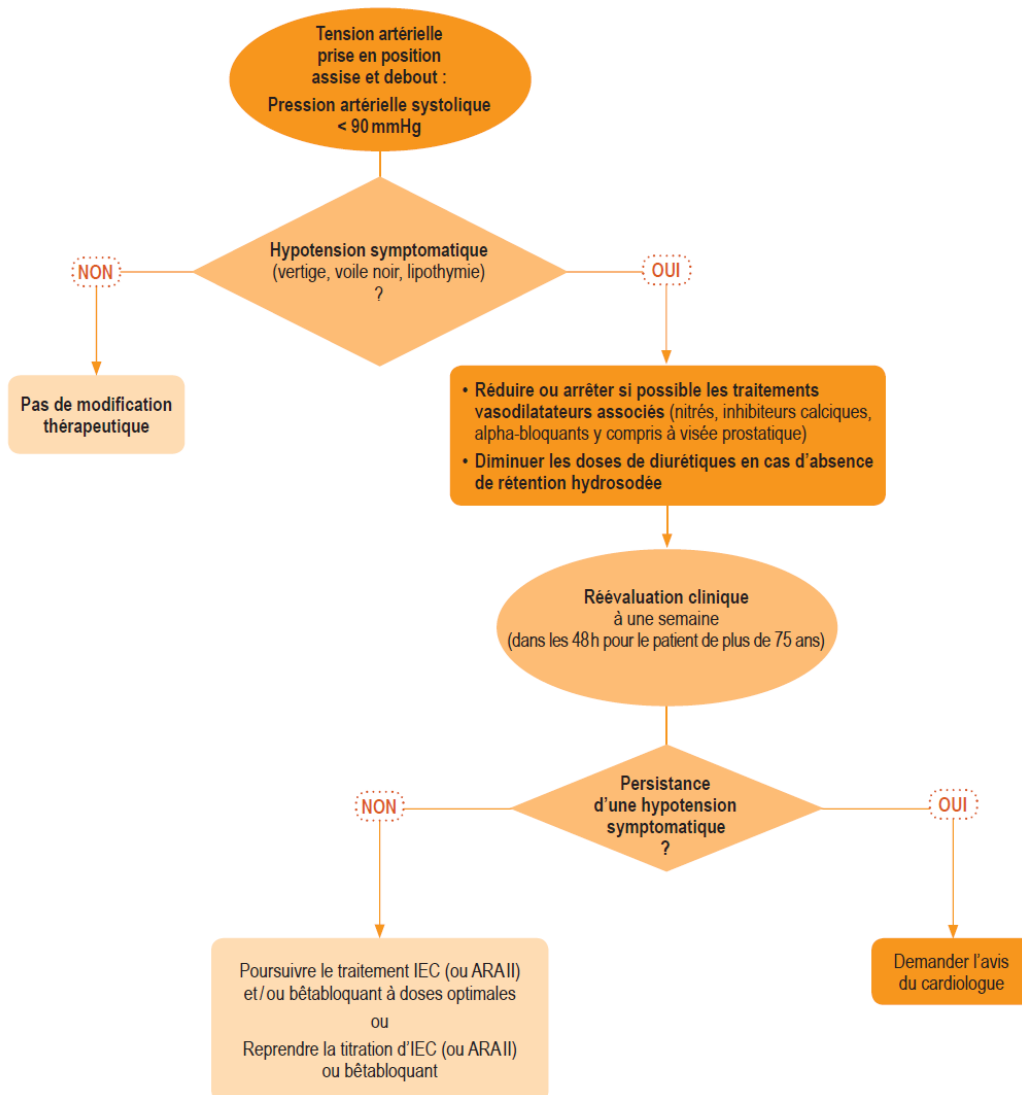 Tension artérielle
prise en position
assise et debout :
Pression artérielle systolique
< 90 mmHg
Hypotension symptomatique
(vertige, voile noir, lipothymie)
?
NON
OUI
Pas de modification
thérapeutique
• Réduire ou arrêter si possible les traitements
vasodilatateurs associés (nitrés, inhibiteurs calciques,
alpha-bloquants y compris à visée prostatique)
• Diminuer les doses de diurétiques en cas d’absence
de rétention hydrosodée
Réévaluation clinique
à une semaine
(dans les 48 h pour le patient de plus de 75 ans)
Persistance
d’une hypotension
symptomatique
?
NON
OUI
Poursuivre le traitement IEC (ou ARAII)
et / ou bêtabloquant à doses optimales
ou
Reprendre la titration d’IEC (ou ARAII)
ou bêtabloquant
Demander l’avis
du cardiologue